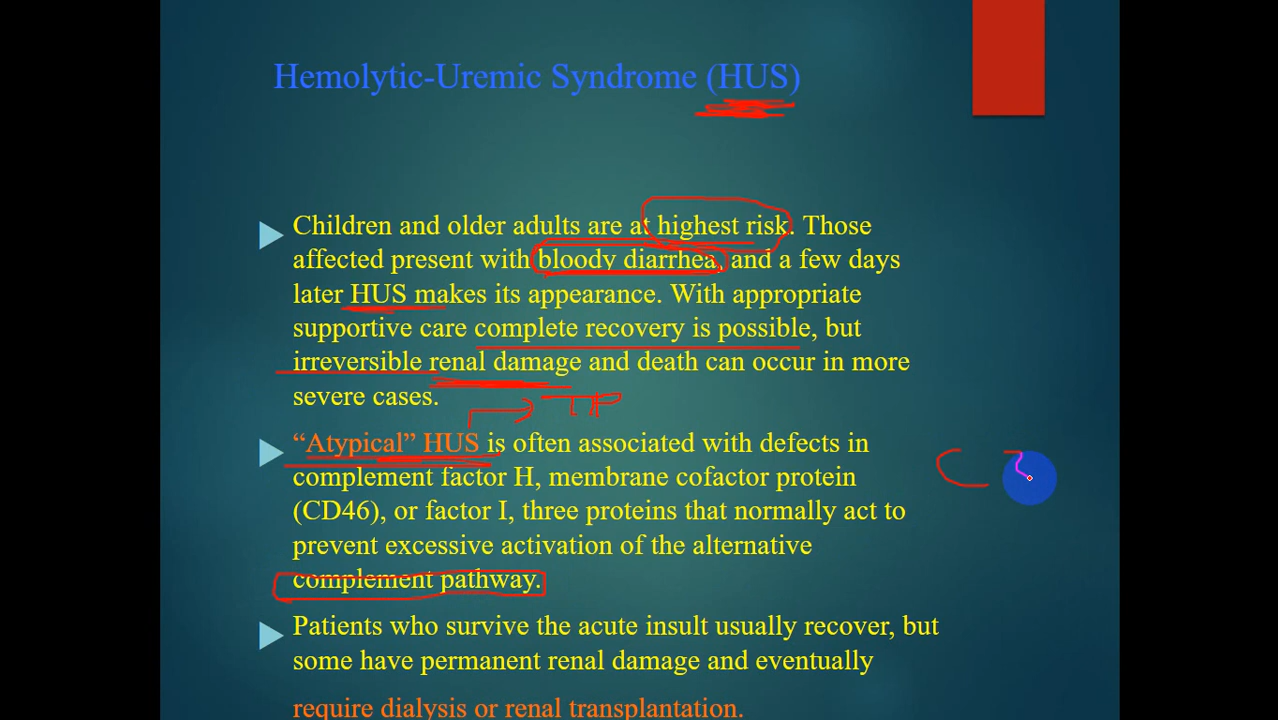 Hemolytic-Uremic Syndrome (HUS)
Children and older adults are at highest risk. Those
affected present with bloody diarrhea, and a few days
later HUS makes its appearance. With appropriate
supportive care complete recovery is possible, but
irreversible renal damage and death can occur in more
severe cases.
TP
“Atypical” HUS is often associated with defects in
complement factor H, membrane cofactor protein
(CD46), or factor I, three proteins that normally act to
prevent excessive activation of the alternative
complement pathway.
Patients who survive the acute insult usually recover, but
some have permanent renal damage and eventually
require dialysis or renal transplantation.